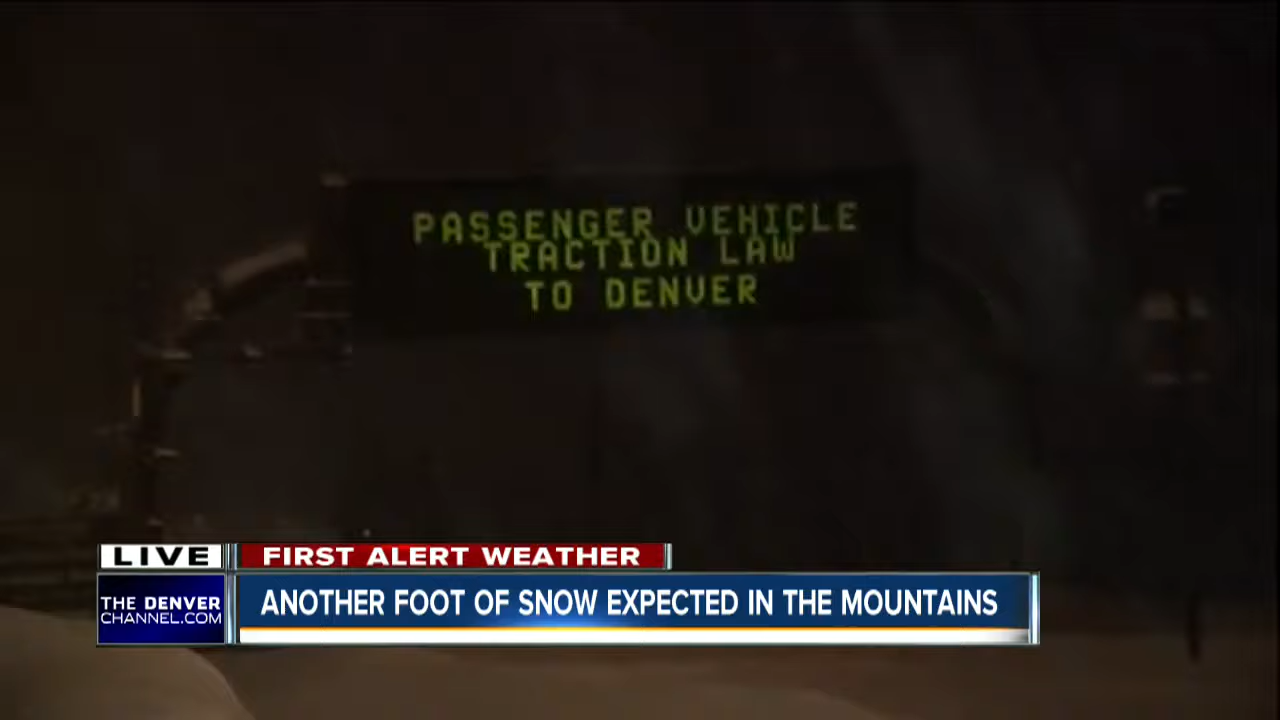 PASSENGER VEHICLE
TRACTION LAW
TO DENVER
LIVE
FIRST ALERT WEATHER
THE DENVER
CHANNEL.COM
ANOTHER FOOT OF SNOW EXPECTED IN THE MOUNTAINS